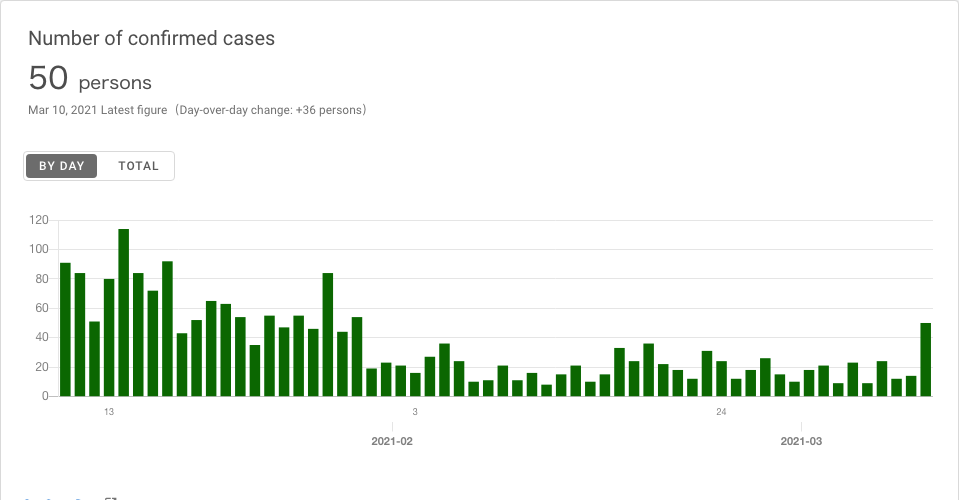 Number of confirmed cases
50 persons
Mar 10, 2021 Latest figure（Day-over-day change: +36 persons）
BY DAY TOTAL
120
100
80
60
40
20
0
13 3 24
2021-02 2021-03